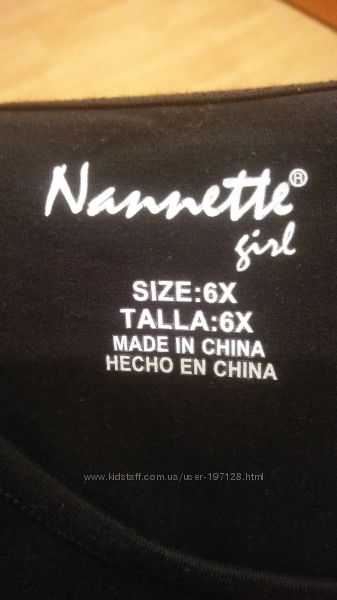 Nannette®
girl
SIZE:6X
TALLA:6X
MADE IN CHINA
HECHO EN CHINA
www.kidstaff.com.ua/user-197128.html